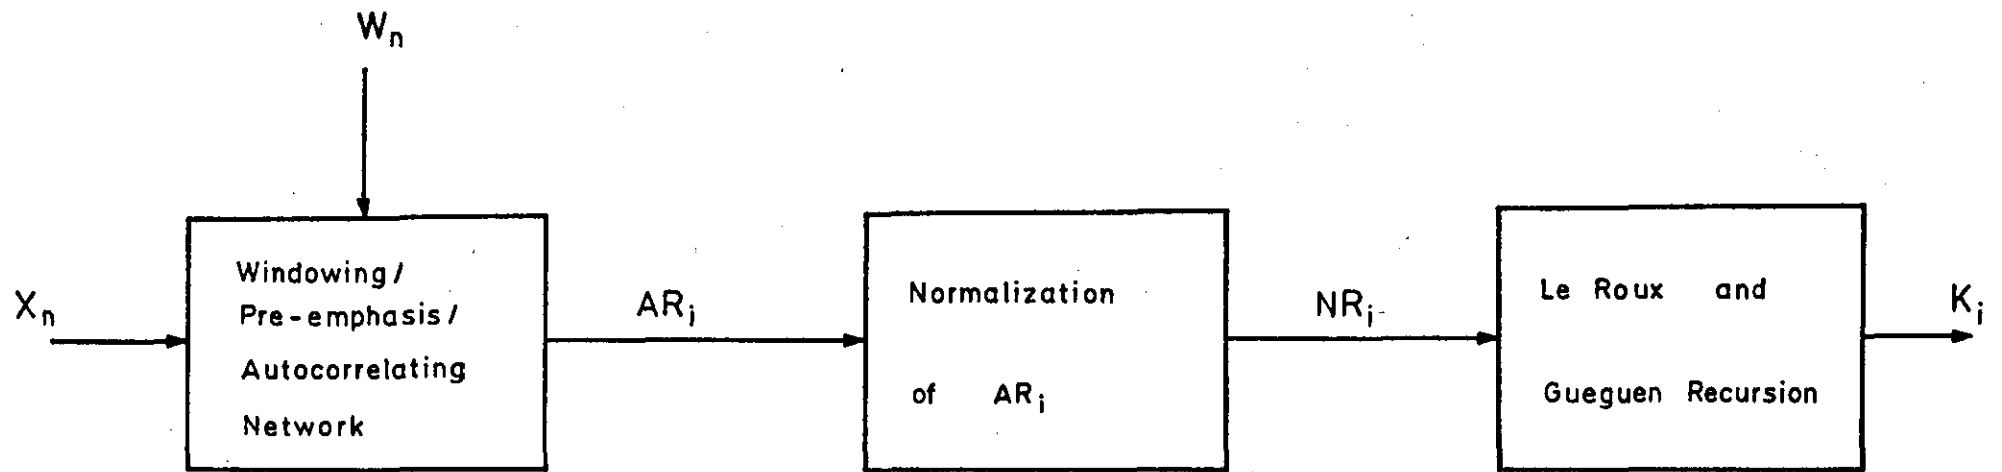 Wₙ
Xₙ
Windowing /
Pre-emphasis /
Autocorrelating
Network
ARᵢ
Normalization
of ARᵢ
NRᵢ
Le Roux and
Gueguen Recursion
Kᵢ